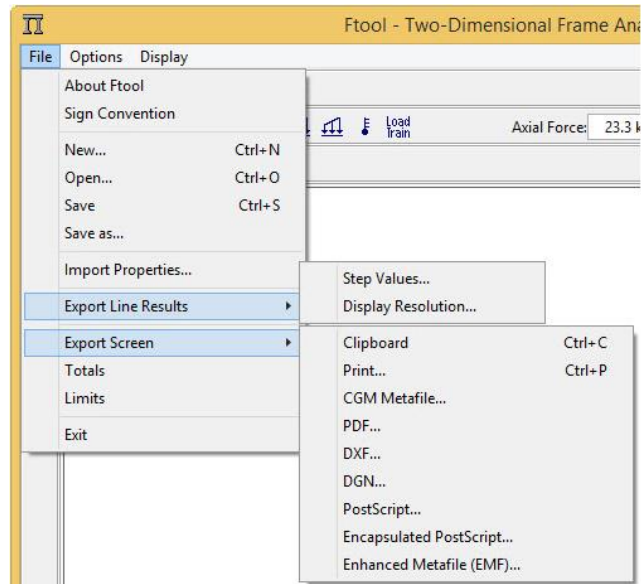 Ftool - Two-Dimensional Frame Ana
File Options Display
About Ftool
Sign Convention
Load
Train
Axial Force: 23.3 k
New... Ctrl+N
Open... Ctrl+O
Save Ctrl+S
Save as...
Import Properties...
Export Line Results
Step Values...
Display Resolution...
Export Screen
Totals
Limits
Exit
Clipboard Ctrl+C
Print... Ctrl+P
CGM Metafile...
PDF...
DXF...
DGN...
PostScript...
Encapsulated PostScript...
Enhanced Metafile (EMF)...